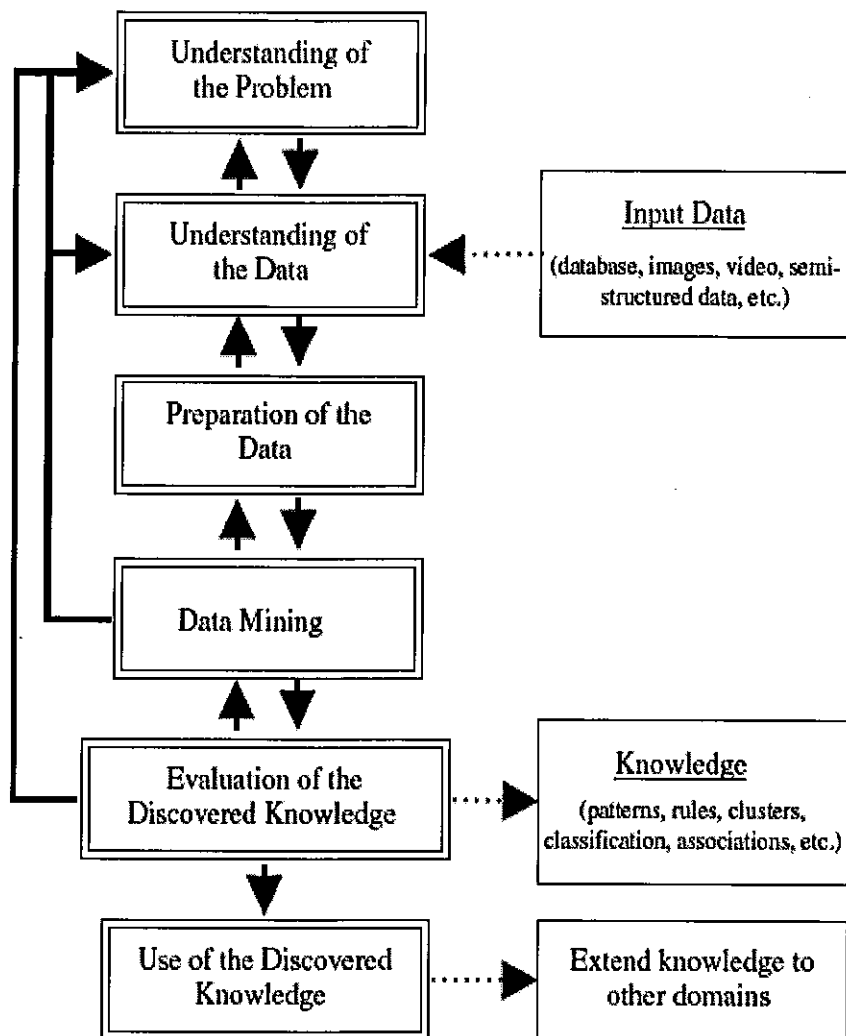 Understanding of
the Problem
Understanding of
the Data
Input Data
(database, images, video, semi-
structured data, etc.)
Preparation of the
Data
Data Mining
Evaluation of the
Discovered Knowledge
Knowledge
(patterns, rules, clusters,
classification, associations, etc.)
Use of the Discovered
Knowledge
Extend knowledge to
other domains